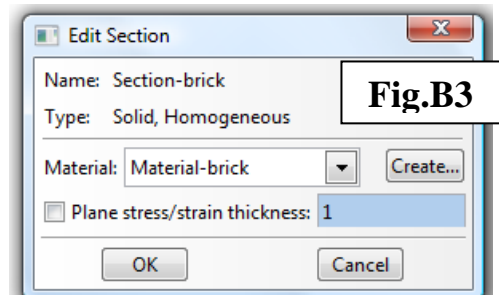 Edit Section
X
Name: Section-brick
Fig.B3
Type: Solid, Homogeneous
Material: Material-brick
Create...
Plane stress/strain thickness: 1
OK
Cancel